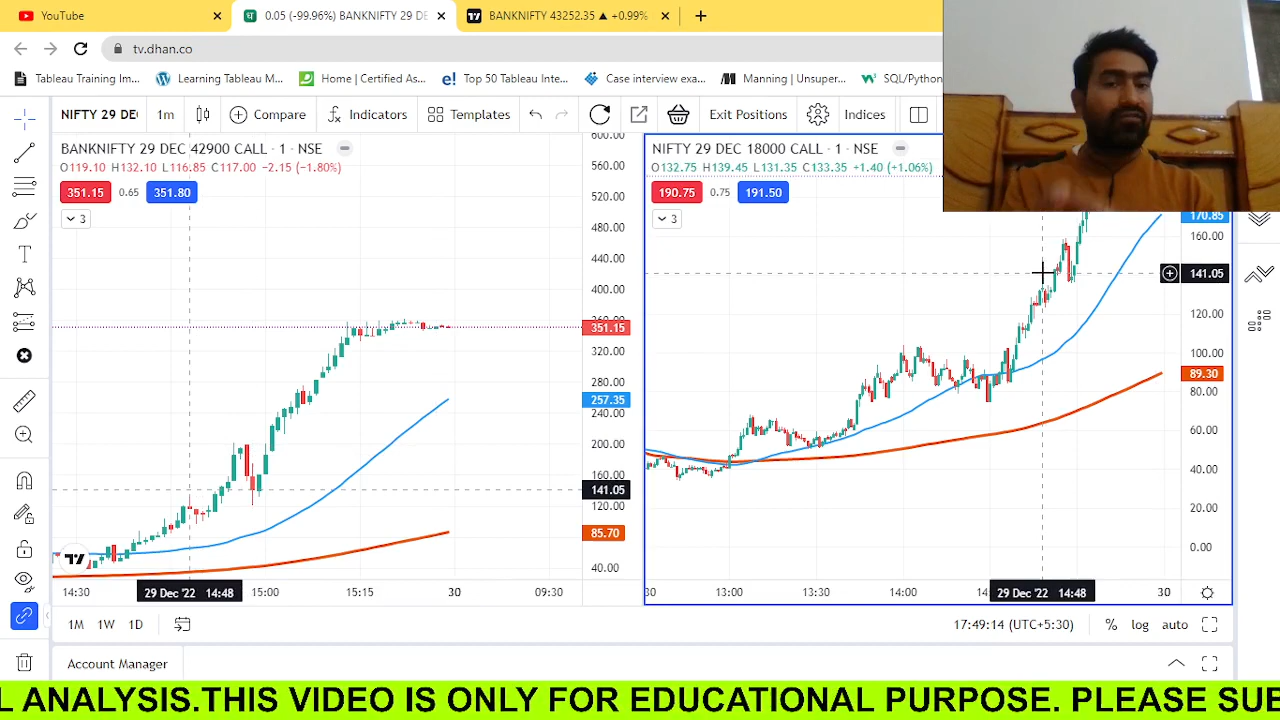 YouTube
0.05 (-99.96%) BANKNIFTY 29 DE
BANKNIFTY 43252.35 ▲ +0.99%
tv.dhan.co
Tableau Training Im...
Learning Tableau M...
Home | Certified As...
Top 50 Tableau Inte...
Case interview exa...
Manning | Unsuper...
SQL/Python
NIFTY 29 DEC
1m
Compare
Indicators
Templates
Exit Positions
Indices
BANKNIFTY 29 DEC 42900 CALL · 1 · NSE
O119.10 H132.10 L116.85 C117.00 −2.15 (−1.80%)
351.15 0.65 351.80
3
600.00
560.00
520.00
480.00
440.00
400.00
360.00
351.15
320.00
280.00
257.35
240.00
200.00
160.00
141.05
120.00
85.70
40.00
14:30
29 Dec '22 14:48
15:00
15:15
30
09:30
NIFTY 29 DEC 18000 CALL · 1 · NSE
O132.75 H139.45 L131.35 C133.35 +1.40 (+1.06%)
190.75 0.75 191.50
3
170.85
160.00
141.05
120.00
100.00
89.30
80.00
60.00
40.00
20.00
0.00
30
13:00
13:30
14:00
29 Dec '22 14:48
30
1M 1W 1D
17:49:14 (UTC+5:30)
% log auto
Account Manager
L ANALYSIS.THIS VIDEO IS ONLY FOR EDUCATIONAL PURPOSE. PLEASE SUB